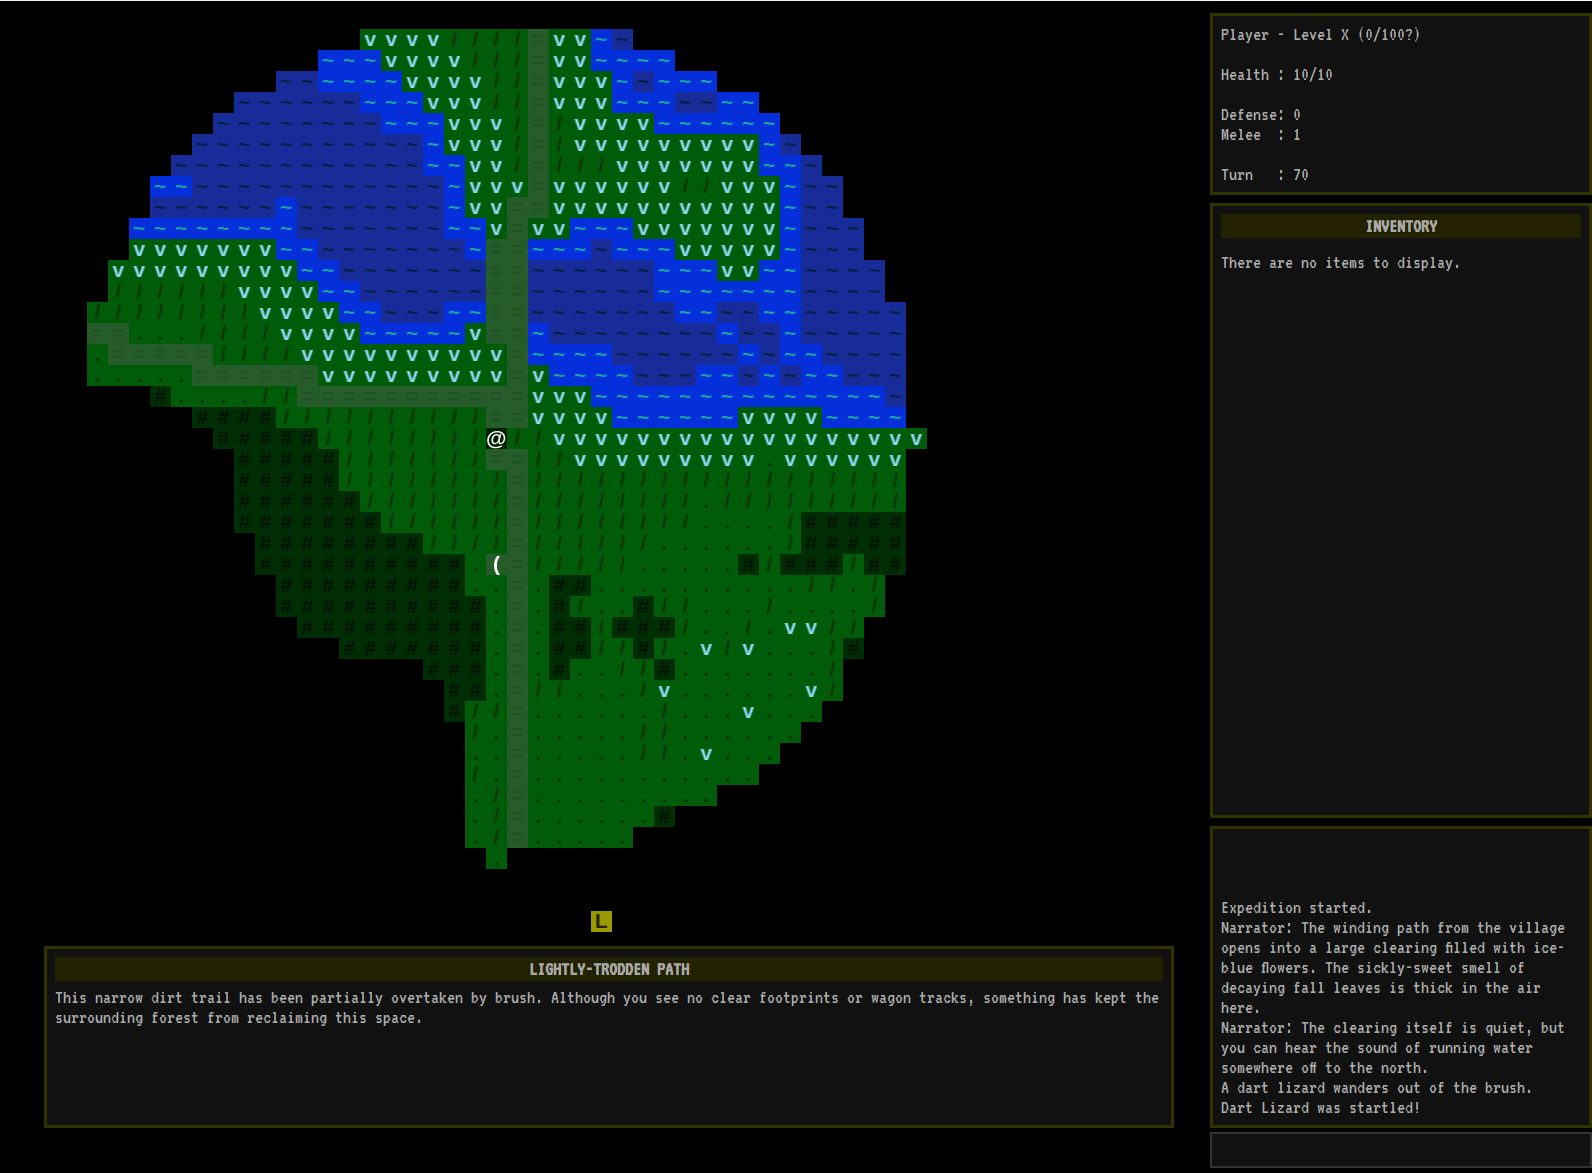 Player - Level X (0/100?)
Health : 10/10
Defense: 0
Melee  : 1
Turn   : 70
INVENTORY
There are no items to display.
@
(
L
LIGHTLY-TRODDEN PATH
This narrow dirt trail has been partially overtaken by brush. Although you see no clear footprints or wagon tracks, something has kept the
surrounding forest from reclaiming this space.
Expedition started.
Narrator: The winding path from the village
opens into a large clearing filled with ice-
blue flowers. The sickly-sweet smell of
decaying fall leaves is thick in the air
here.
Narrator: The clearing itself is quiet, but
you can hear the sound of running water
somewhere off to the north.
A dart lizard wanders out of the brush.
Dart Lizard was startled!